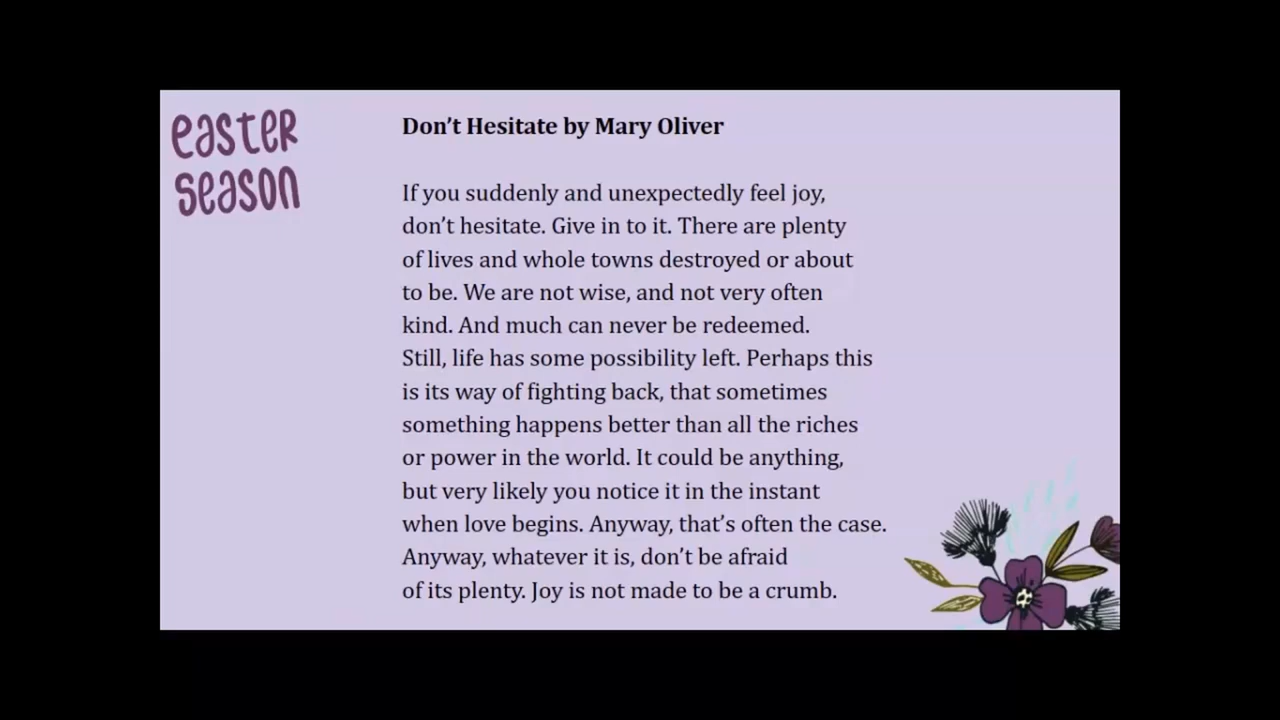 easter
season
Don't Hesitate by Mary Oliver
If you suddenly and unexpectedly feel joy,
don't hesitate. Give in to it. There are plenty
of lives and whole towns destroyed or about
to be. We are not wise, and not very often
kind. And much can never be redeemed.
Still, life has some possibility left. Perhaps this
is its way of fighting back, that sometimes
something happens better than all the riches
or power in the world. It could be anything,
but very likely you notice it in the instant
when love begins. Anyway, that's often the case.
Anyway, whatever it is, don't be afraid
of its plenty. Joy is not made to be a crumb.